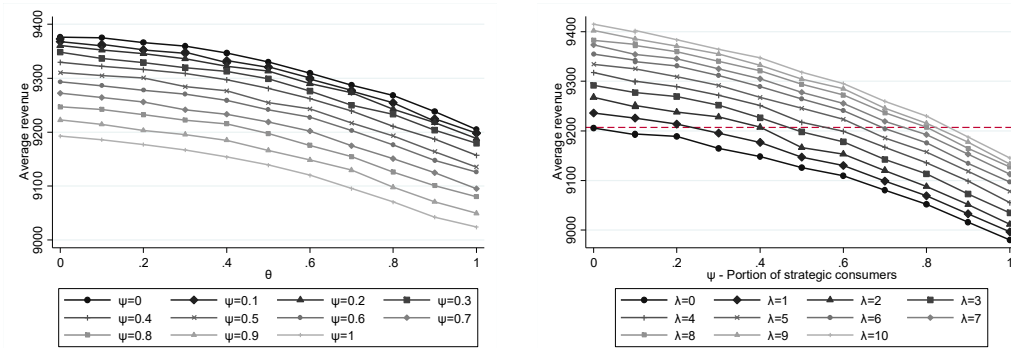 Average revenue
9400
9300
9200
9100
9000
0 .2 .4 .6 .8 1
θ
ψ=0 ψ=0.1 ψ=0.2 ψ=0.3
ψ=0.4 ψ=0.5 ψ=0.6 ψ=0.7
ψ=0.8 ψ=0.9 ψ=1
Average revenue
9400
9300
9200
9100
9000
0 .2 .4 .6 .8 1
ψ - Portion of strategic consumers
λ=0 λ=1 λ=2 λ=3
λ=4 λ=5 λ=6 λ=7
λ=8 λ=9 λ=10